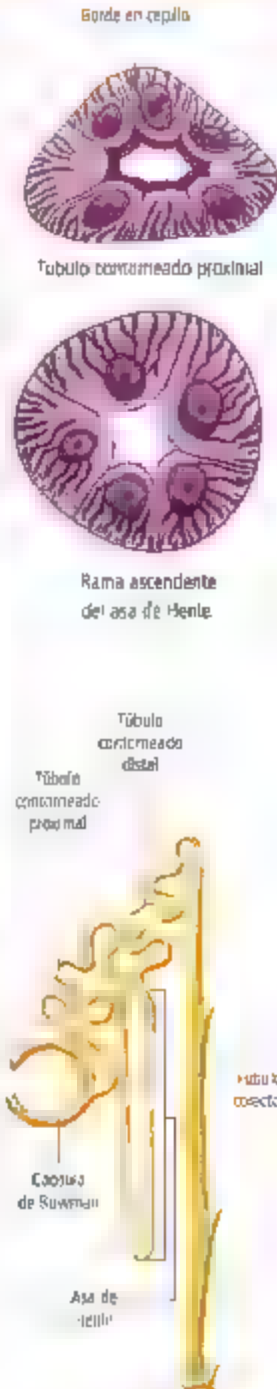 Borde en cepillo
Túbulo contorneado proximal
Rama ascendente
del asa de Henle
Túbulo
contorneado
distal
Túbulo
contorneado
proximal
Cápsula
de Bowman
Asa de
Henle